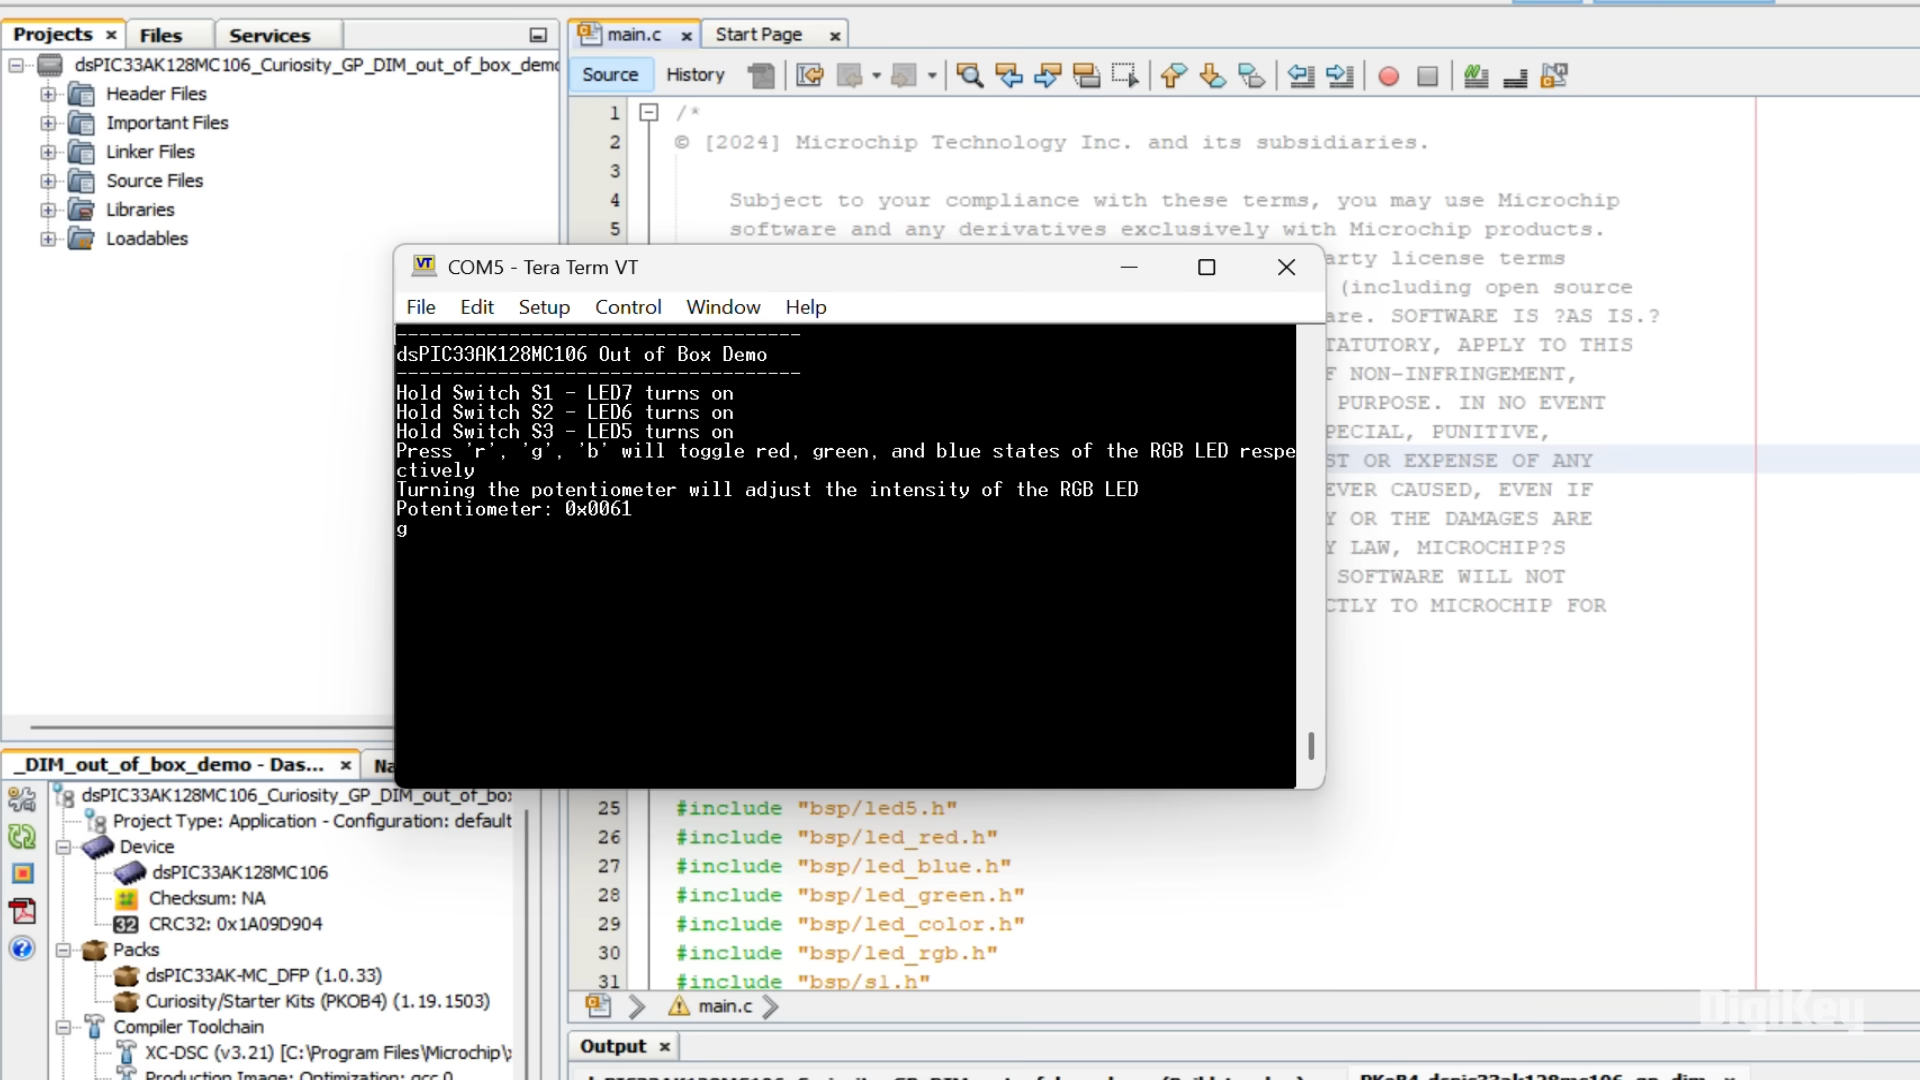 Projects
Files
Services
dsPIC33AK128MC106_Curiosity_GP_DIM_out_of_box_demo
Header Files
Important Files
Linker Files
Source Files
Libraries
Loadables
main.c
Start Page
Source
History
1 /*
2 © [2024] Microchip Technology Inc. and its subsidiaries.
3
4 Subject to your compliance with these terms, you may use Microchip
5 software and any derivatives exclusively with Microchip products.
arty license terms
(including open source
are. SOFTWARE IS ?AS IS.?
TATUTORY, APPLY TO THIS
F NON-INFRINGEMENT,
PURPOSE. IN NO EVENT
PECIAL, PUNITIVE,
ST OR EXPENSE OF ANY
EVER CAUSED, EVEN IF
Y OR THE DAMAGES ARE
Y LAW, MICROCHIP?S
SOFTWARE WILL NOT
CTLY TO MICROCHIP FOR
VT COM5 - Tera Term VT
File Edit Setup Control Window Help
------------------------------------
dsPIC33AK128MC106 Out of Box Demo
------------------------------------
Hold Switch S1 - LED7 turns on
Hold Switch S2 - LED6 turns on
Hold Switch S3 - LED5 turns on
Press 'r', 'g', 'b' will toggle red, green, and blue states of the RGB LED respe
ctively
Turning the potentiometer will adjust the intensity of the RGB LED
Potentiometer: 0x0061
g
25 #include "bsp/led5.h"
26 #include "bsp/led_red.h"
27 #include "bsp/led_blue.h"
28 #include "bsp/led_green.h"
29 #include "bsp/led_color.h"
30 #include "bsp/led_rgb.h"
31 #include "bsp/s1.h"
main.c
Output
_DIM_out_of_box_demo - Das...
Na
dsPIC33AK128MC106_Curiosity_GP_DIM_out_of_bo
Project Type: Application - Configuration: default
Device
dsPIC33AK128MC106
Checksum: NA
32 CRC32: 0x1A09D904
Packs
dsPIC33AK-MC_DFP (1.0.33)
Curiosity/Starter Kits (PKOB4) (1.19.1503)
Compiler Toolchain
XC-DSC (v3.21) [C:\Program Files\Microchip\
Production Image: Optimization: gcc 0
DigiKey